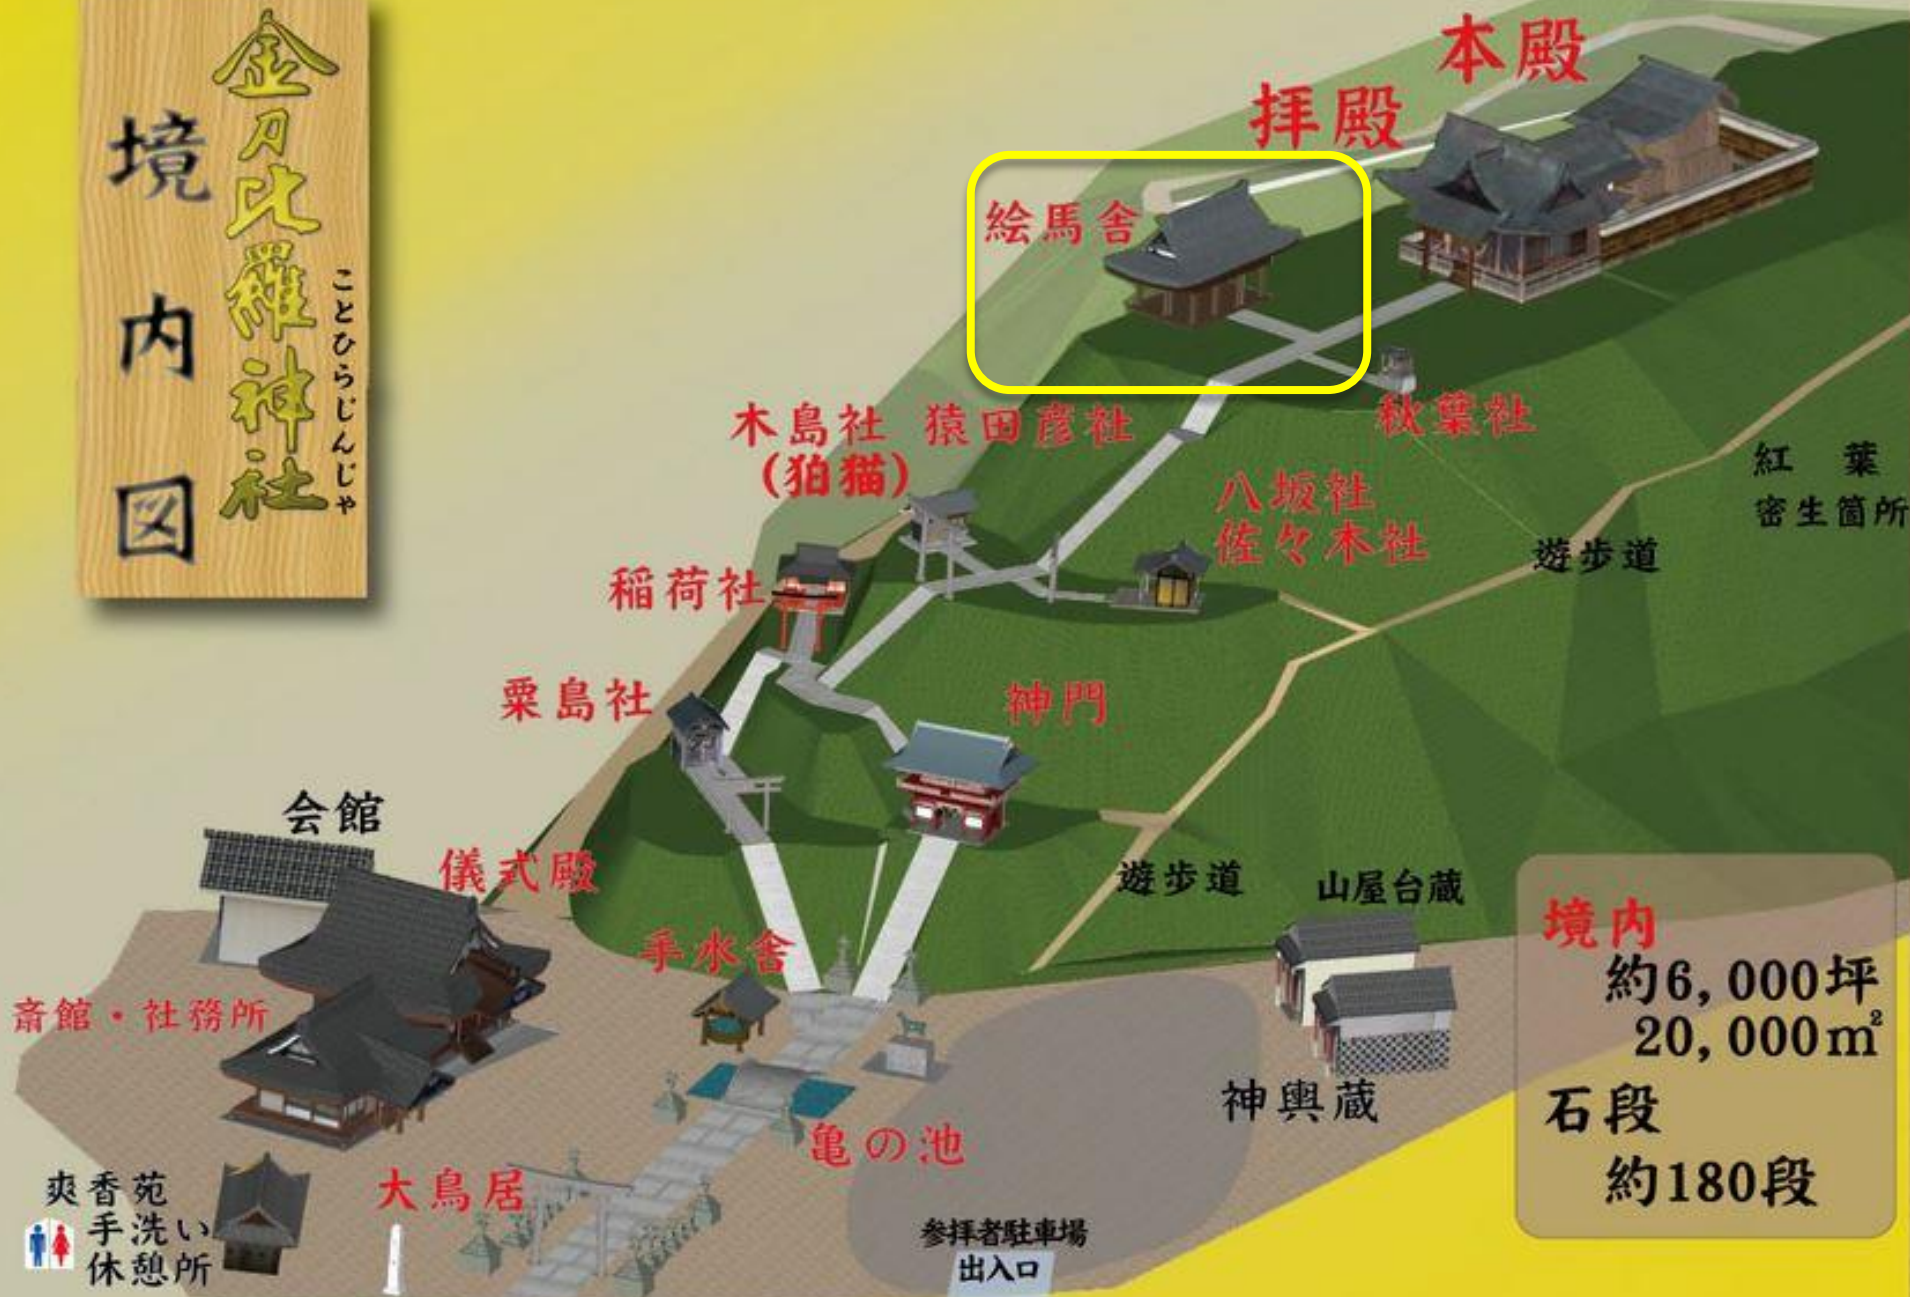 金刀比羅神社
ことひらじんじゃ
境内図
本殿
拝殿
絵馬舎
木島社
(狛猫)
猿田彦社
秋葉社
八坂社
佐々木社
紅葉
密生箇所
遊歩道
稲荷社
粟島社
神門
会館
儀式殿
遊歩道
山屋台蔵
手水舎
斎館・社務所
神輿蔵
亀の池
大鳥居
爽香苑
手洗い
休憩所
参拝者駐車場
出入口
境内
約6,000坪
20,000㎡
石段
約180段